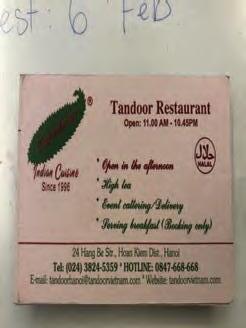 est: 6 Feb
Tandoor Restaurant
Open: 11.00 AM - 10.45PM
®
Indian Cuisine
Since 1996
حلال
HALAL
* Open in the afternoon
* High tea
* Event cattering/Delivery
* Serving breakfast (Booking only)
24 Hang Be Str., Hoan Kiem Dist., Hanoi
Tel: (024) 3824-5359 * HOTLINE: 0847-668-668
E-mail: tandoorhanoi@tandoorvietnam.com * Website: tandoorvietnam.com